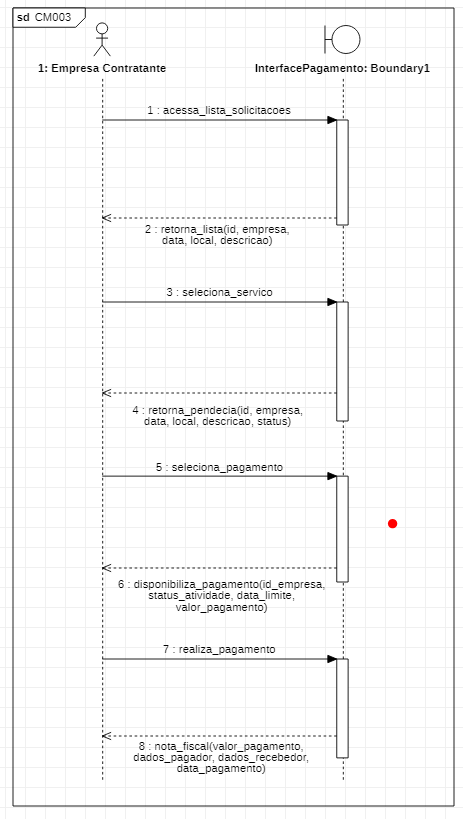 sd CM003
1: Empresa Contratante
InterfacePagamento: Boundary1
1 : acessa_lista_solicitacoes
2 : retorna_lista(id, empresa,
data, local, descricao)
3 : seleciona_servico
4 : retorna_pendecia(id, empresa,
data, local, descricao, status)
5 : seleciona_pagamento
6 : disponibiliza_pagamento(id_empresa,
status_atividade, data_limite,
valor_pagamento)
7 : realiza_pagamento
8 : nota_fiscal(valor_pagamento,
dados_pagador, dados_recebedor,
data_pagamento)